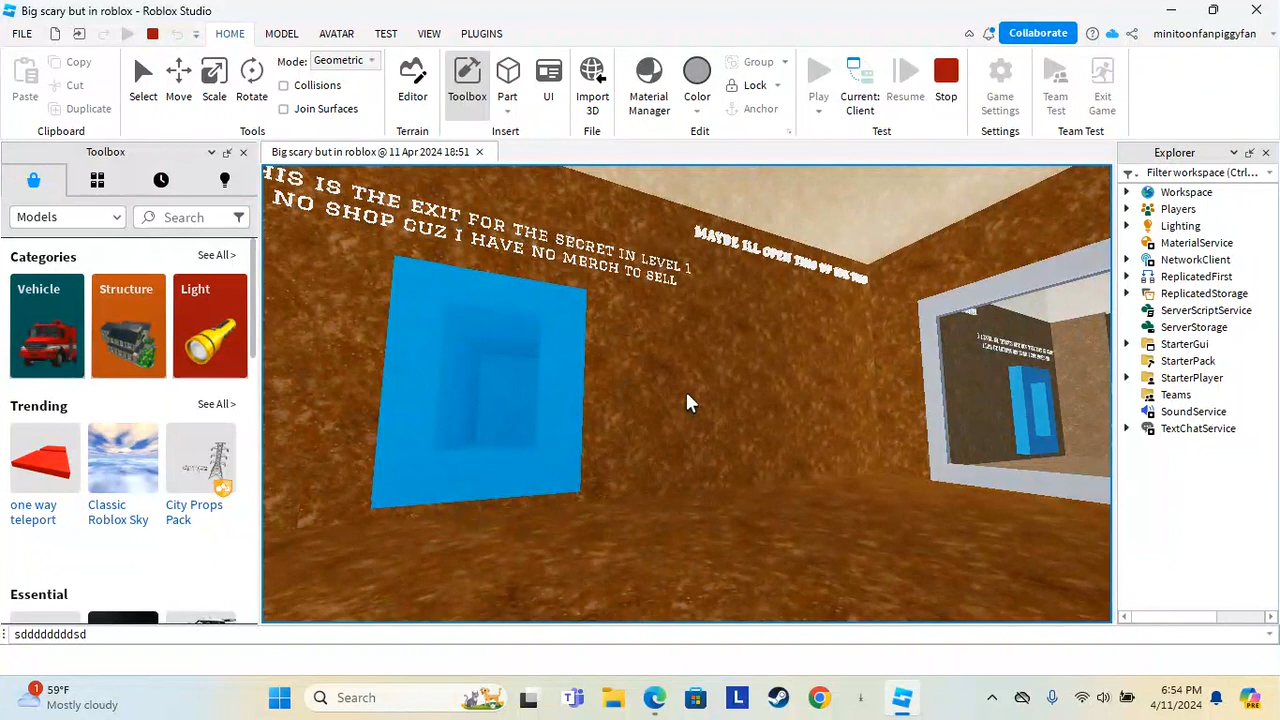 Big scary but in roblox - Roblox Studio
FILE
HOME
MODEL
AVATAR
TEST
VIEW
PLUGINS
Collaborate
minitoonfanpiggyfan
Paste
Copy
Cut
Duplicate
Clipboard
Select
Move
Scale
Rotate
Mode:
Geometric
Collisions
Join Surfaces
Tools
Editor
Terrain
Toolbox
Part
UI
Insert
Import
3D
File
Material
Manager
Color
Group
Lock
Anchor
Edit
Play
Current:
Client
Resume
Stop
Test
Game
Settings
Settings
Team
Test
Exit
Game
Team Test
Toolbox
Models
Search
Categories
See All >
Vehicle
Structure
Light
Trending
See All >
one way
teleport
Classic
Roblox Sky
City Props
Pack
Essential
See All >
Big scary but in roblox @ 11 Apr 2024 18:51
HIS IS THE EXIT FOR THE SECRET IN LEVEL 1
NO SHOP CUZ I HAVE NO MERCH TO SELL
MAYBE ILL OPEN THIS
Explorer
Filter workspace (Ctrl...
Workspace
Players
Lighting
MaterialService
NetworkClient
ReplicatedFirst
ReplicatedStorage
ServerScriptService
ServerStorage
StarterGui
StarterPack
StarterPlayer
Teams
SoundService
TextChatService
sdddddddddsd
1
59°F
Mostly cloudy
Search
L
6:54 PM
4/11/2024
PRE